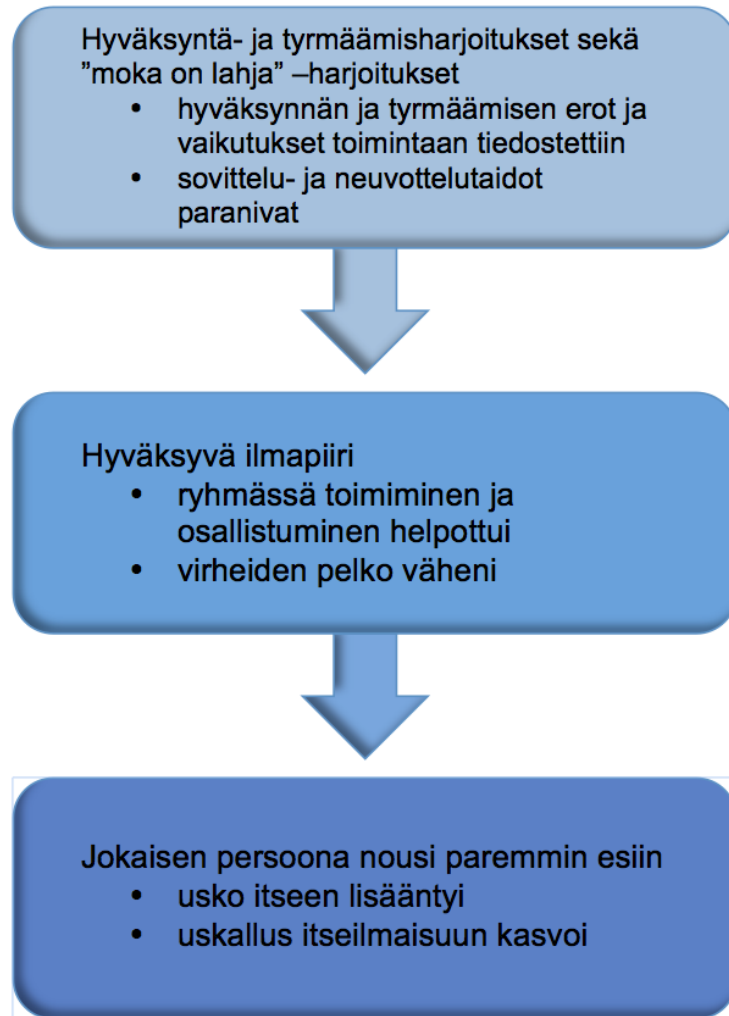 Hyväksyntä- ja tyrmäämisharjoitukset sekä
”moka on lahja” –harjoitukset
• hyväksynnän ja tyrmäämisen erot ja
vaikutukset toimintaan tiedostettiin
• sovittelu- ja neuvottelutaidot
paranivat
Hyväksyvä ilmapiiri
• ryhmässä toimiminen ja
osallistuminen helpottui
• virheiden pelko väheni
Jokaisen persoona nousi paremmin esiin
• usko itseen lisääntyi
• uskallus itseilmaisuun kasvoi